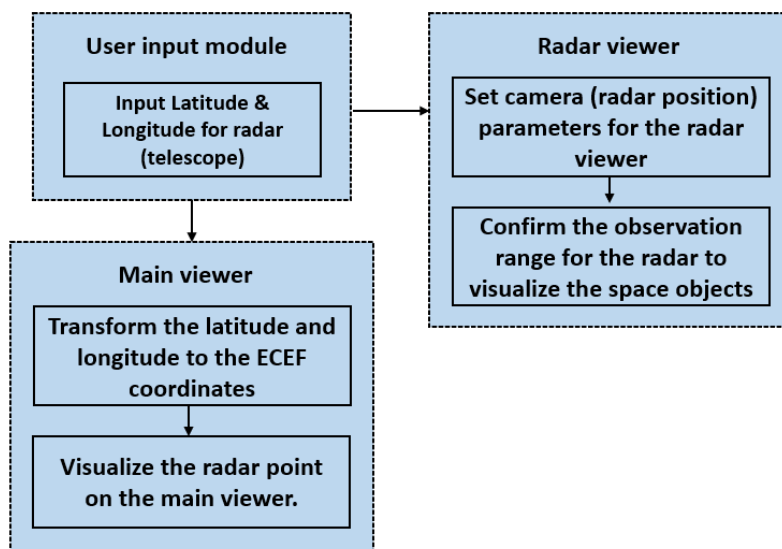 User input module
Input Latitude &
Longitude for radar
(telescope)
Main viewer
Transform the latitude and
longitude to the ECEF
coordinates
Visualize the radar point
on the main viewer.
Radar viewer
Set camera (radar position)
parameters for the radar
viewer
Confirm the observation
range for the radar to
visualize the space objects